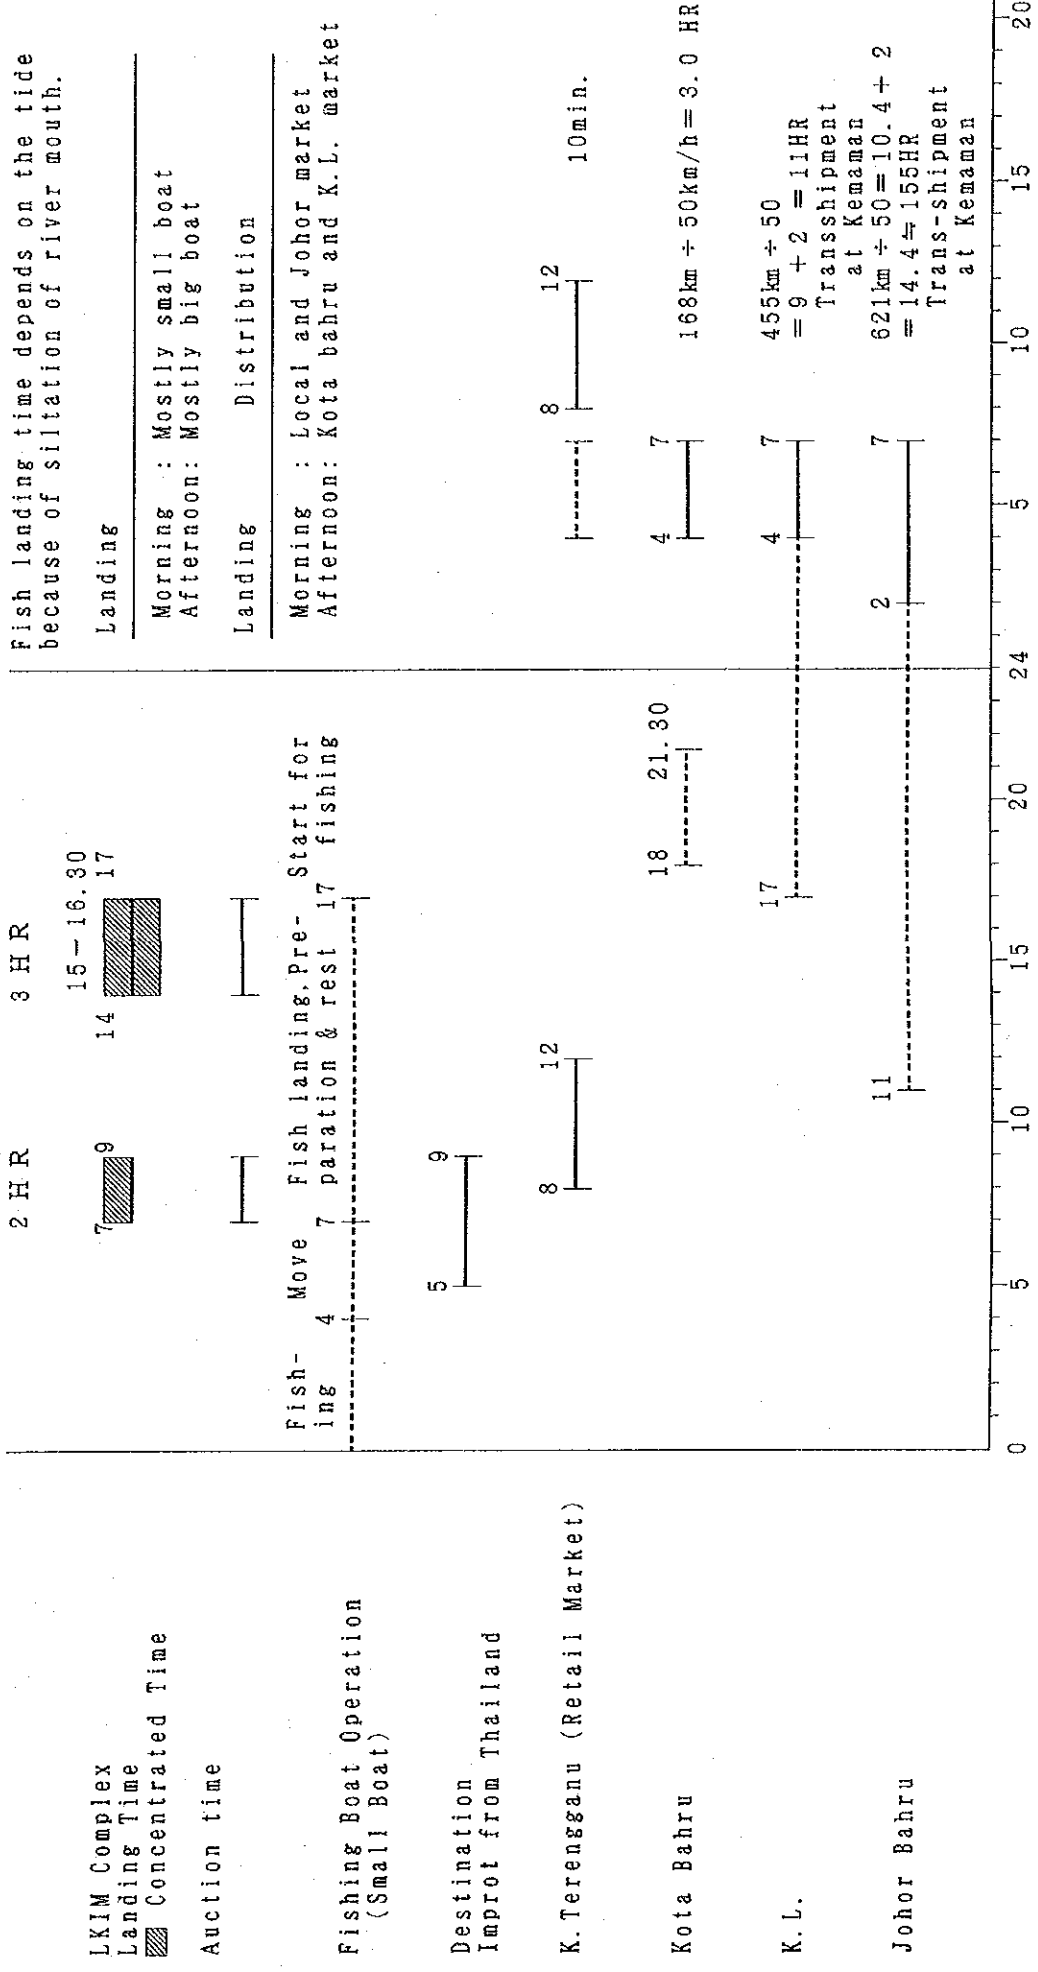 2 HR
3 HR
Fish landing time depends on the tide
because of siltation of river mouth.
LKIM Complex
Landing Time
Concentrated Time
7
9
14
15−16.30
17
Landing
Morning : Mostly small boat
Afternoon: Mostly big boat
Auction time
Landing Distribution
Morning : Local and Johor market
Afternoon: Kota bahru and K.L. market
Fishing Boat Operation
(Small Boat)
Fish-
ing
4
Move
7
Fish landing,Pre-
paration & rest
17
Start for
fishing
Destination
Improt from Thailand
5
9
K.Terengganu (Retail Market)
8
12
8
12
10min.
Kota Bahru
18
21.30
4
7
168km÷50km/h=3.0 HR
K.L.
17
4
7
455km÷50
=9 +2 =11HR
Transshipment
at Kemaman
Johor Bahru
11
2
7
621km÷50=10.4+2
=14.4≒155HR
Trans-shipment
at Kemaman
0
5
10
15
20
24
5
10
15
20